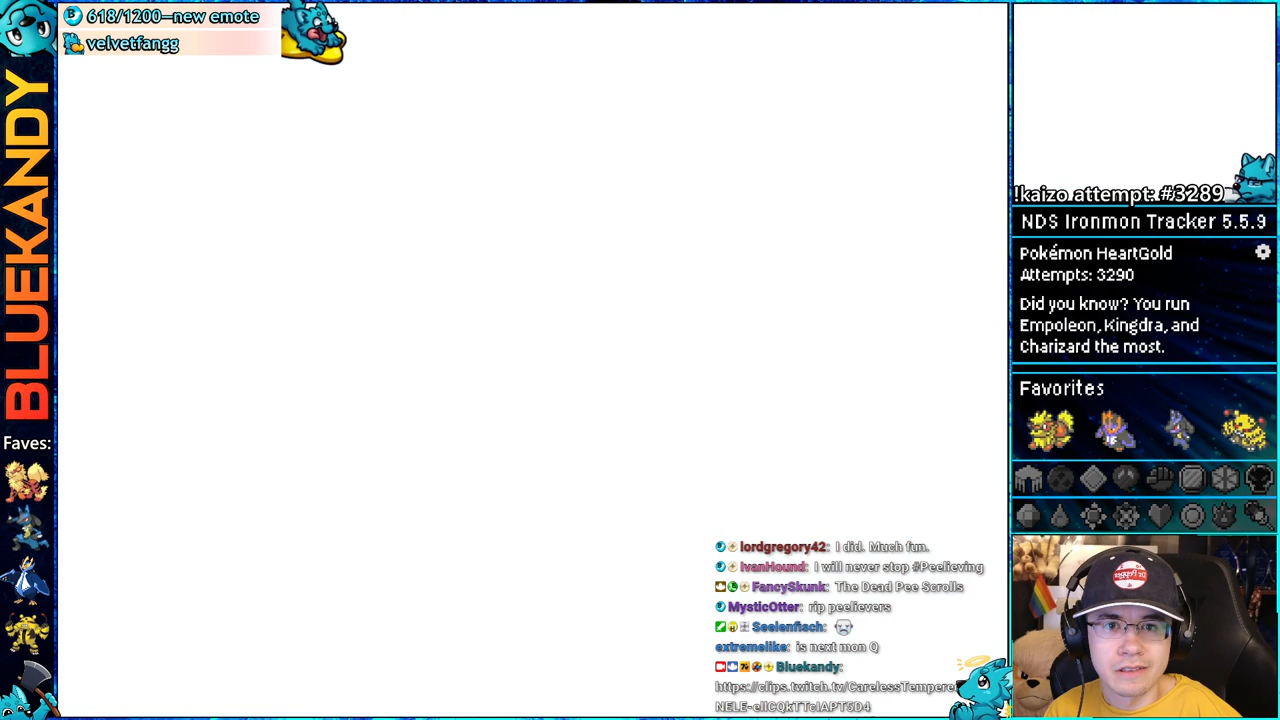 618/1200—new emote
velvetfangg
BLUEKANDY
Faves:
!kaizo attempt: #3289
NDS Ironmon Tracker 5.5.9
Pokémon HeartGold
Attempts: 3290
Did you know? You run
Empoleon, Kingdra, and
Charizard the most.
Favorites
lordgregory42: I did. Much fun.
IvanHound: I will never stop #Peelieving
FancySkunk: The Dead Pee Scrolls
MysticOtter: rip peelievers
Seelenfisch:
extremelike: is next mon Q
Bluekandy:
https://clips.twitch.tv/CarelessTempere
Dr Pepper